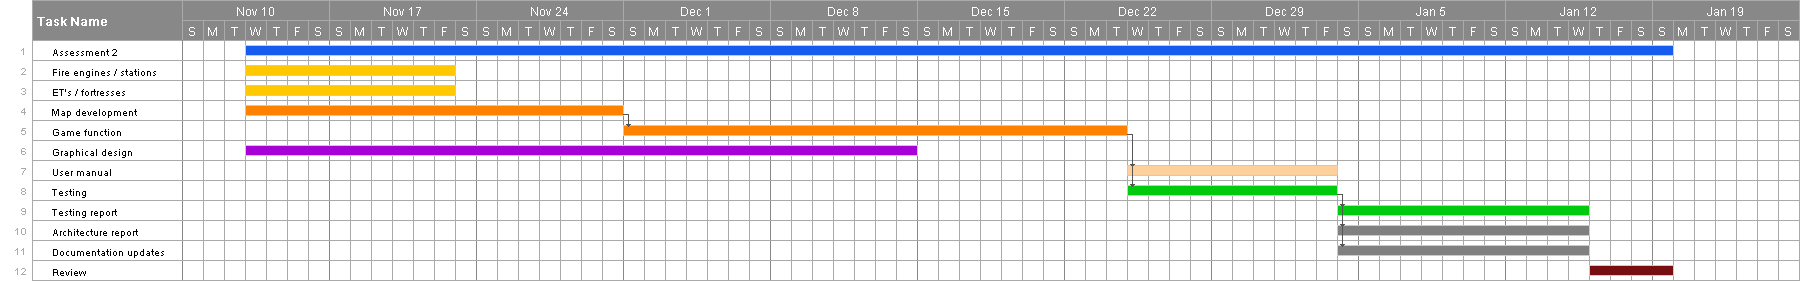 Task Name
Nov 10 Nov 17 Nov 24 Dec 1 Dec 8 Dec 15 Dec 22 Dec 29 Jan 5 Jan 12 Jan 19
S M T W T F S S M T W T F S S M T W T F S S M T W T F S S M T W T F S S M T W T F S S M T W T F S S M T W T F S S M T W T F S S M T W T F S S M T W T F S
1 Assessment 2
2 Fire engines / stations
3 ET's / fortresses
4 Map development
5 Game function
6 Graphical design
7 User manual
8 Testing
9 Testing report
10 Architecture report
11 Documentation updates
12 Review